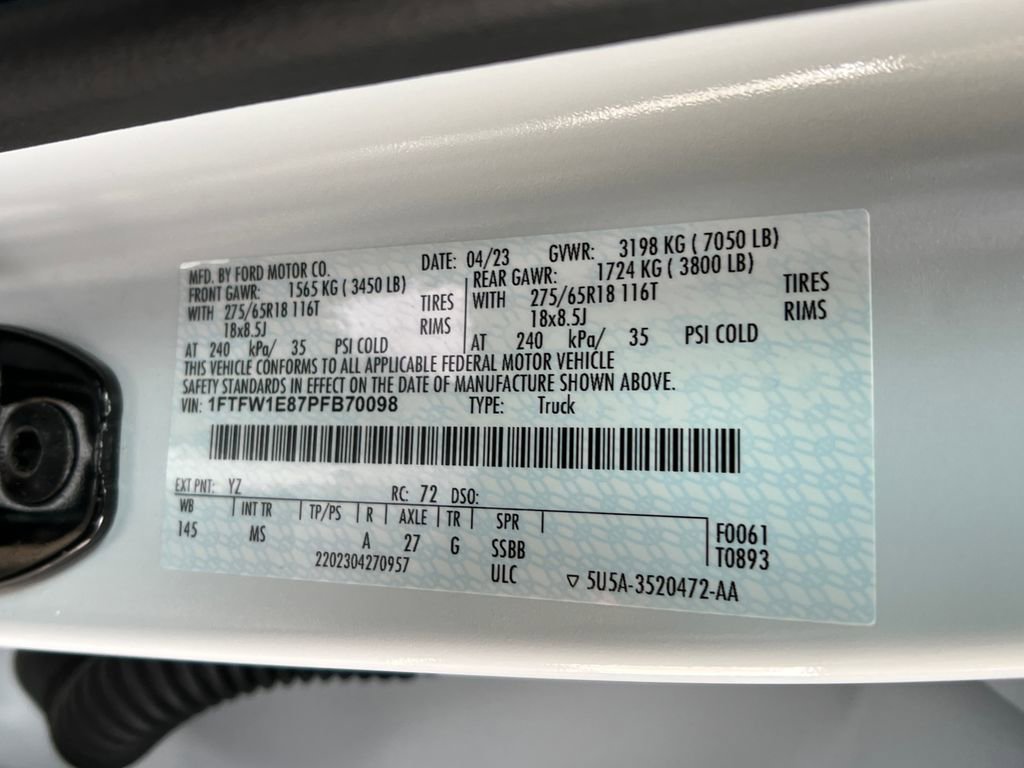 MFD. BY FORD MOTOR CO. DATE: 04/23 GVWR: 3198 KG ( 7050 LB)
FRONT GAWR: 1565 KG ( 3450 LB) REAR GAWR: 1724 KG ( 3800 LB)
WITH 275/65R18 116T TIRES WITH 275/65R18 116T TIRES
18x8.5J RIMS 18x8.5J RIMS
AT 240 kPa/ 35 PSI COLD AT 240 kPa/ 35 PSI COLD
THIS VEHICLE CONFORMS TO ALL APPLICABLE FEDERAL MOTOR VEHICLE
SAFETY STANDARDS IN EFFECT ON THE DATE OF MANUFACTURE SHOWN ABOVE.
VIN: 1FTFW1E87PFB70098 TYPE: Truck
EXT PNT: YZ RC: 72 DSO:
WB INT TR TP/PS R AXLE TR SPR F0061
145 MS A 27 G SSBB T0893
2202304270957 ULC ▽ 5U5A-3520472-AA